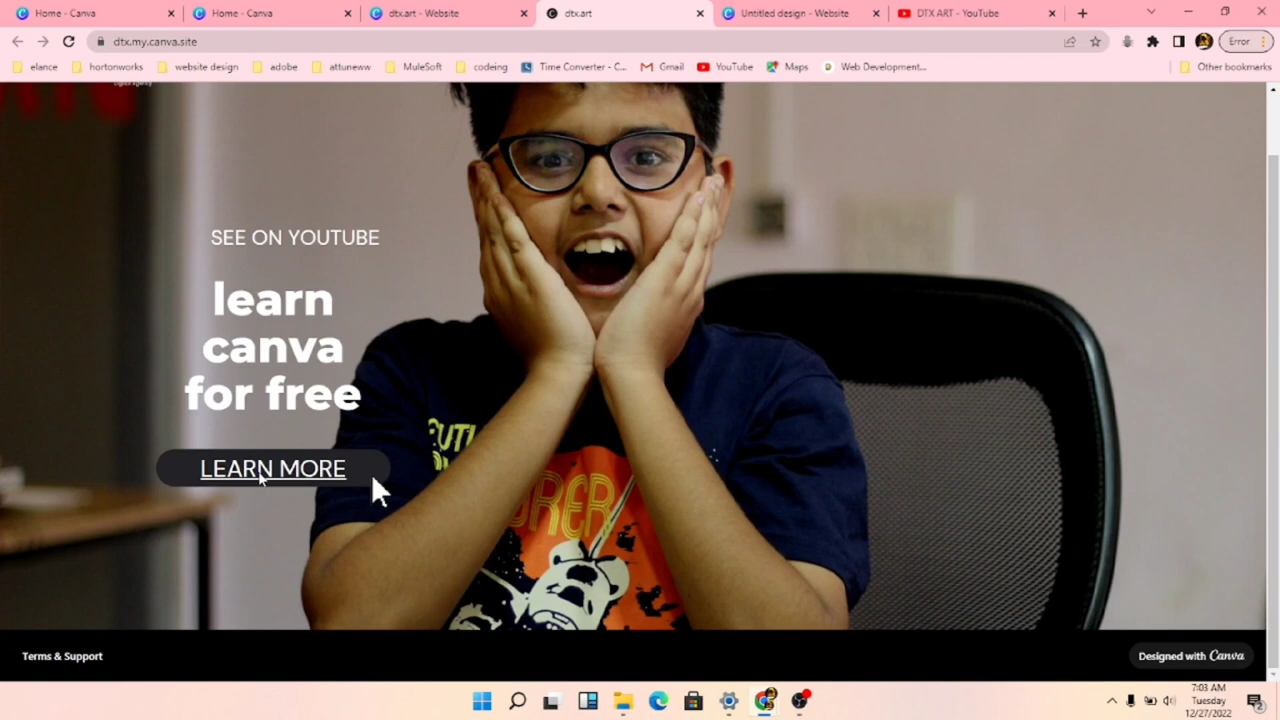 Home - Canva
Home - Canva
dtx.art - Website
dtx.art
Untitled design - Website
DTX ART - YouTube
dtx.my.canva.site
Error
elance
hortonworks
website design
adobe
attuneww
MuleSoft
codeing
Time Converter - C...
Gmail
YouTube
Maps
Web Development...
Other bookmarks
SEE ON YOUTUBE
learn
canva
for free
LEARN MORE
Terms & Support
Designed with Canva
7:03 AM
Tuesday
12/27/2022
2